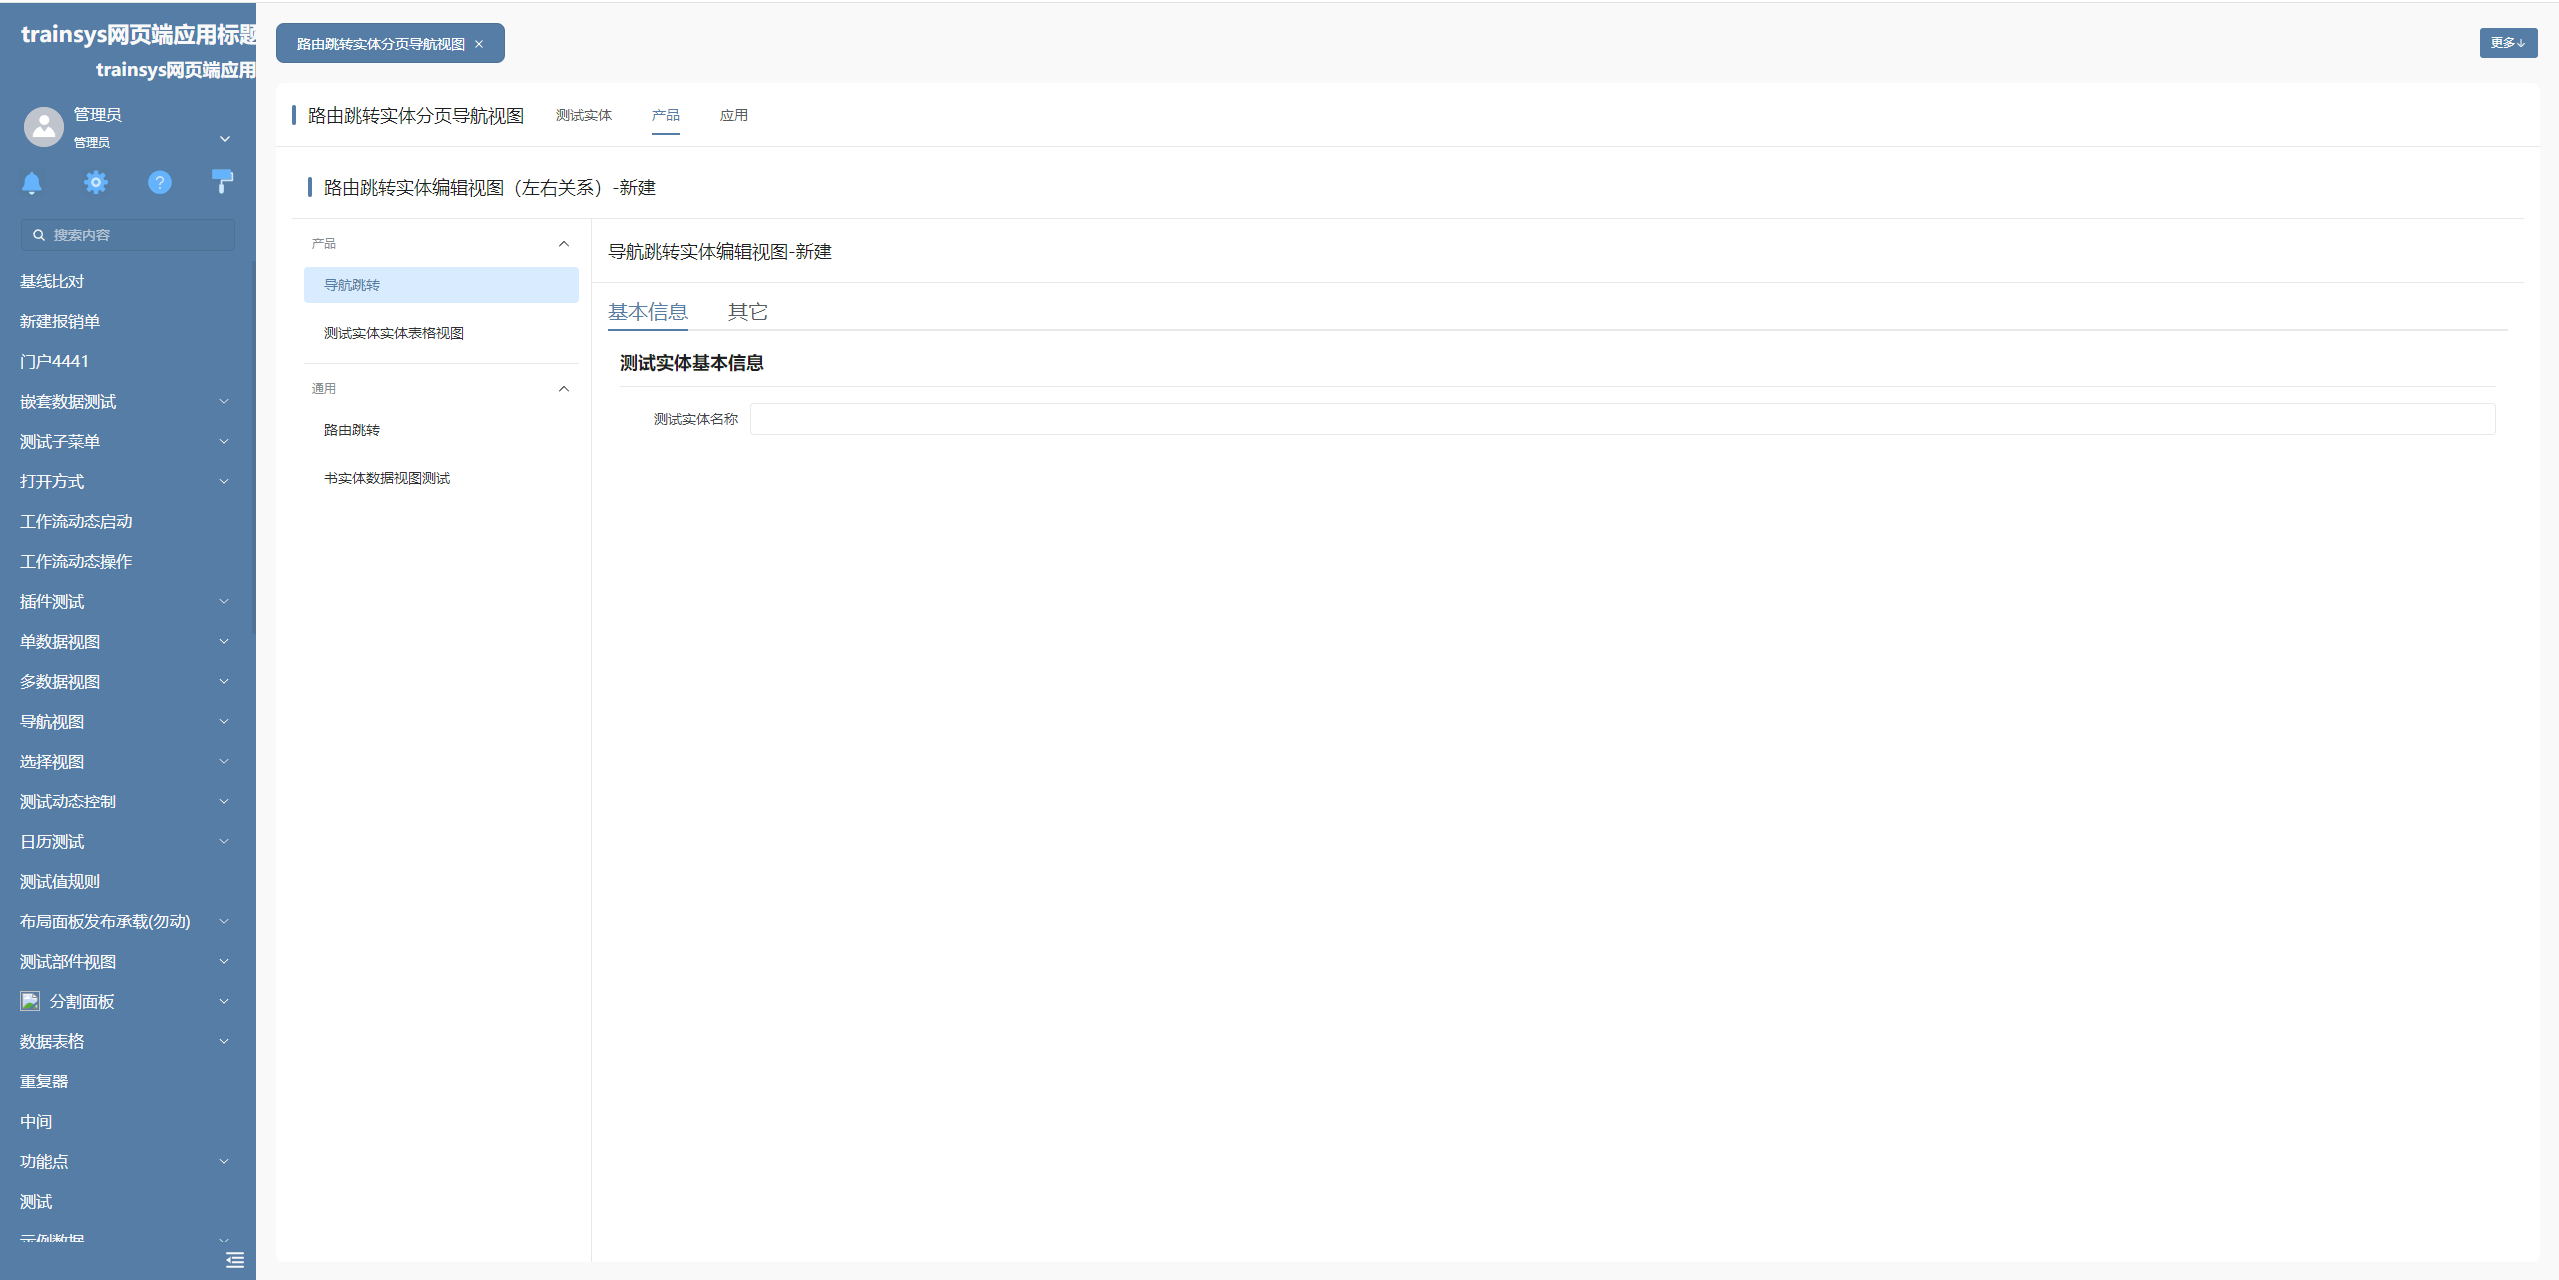 trainsys网页端应用标题
trainsys网页端应用
管理员
管理员
搜索内容
基线比对
新建报销单
门户4441
嵌套数据测试
测试子菜单
打开方式
工作流动态启动
工作流动态操作
插件测试
单数据视图
多数据视图
导航视图
选择视图
测试动态控制
日历测试
测试值规则
布局面板发布承载(勿动)
测试部件视图
分割面板
数据表格
重复器
中间
功能点
测试
示例数据
路由跳转实体分页导航视图
更多↓
路由跳转实体分页导航视图 测试实体 产品 应用
路由跳转实体编辑视图（左右关系）-新建
产品
导航跳转
测试实体实体表格视图
通用
路由跳转
书实体数据视图测试
导航跳转实体编辑视图-新建
基本信息 其它
测试实体基本信息
测试实体名称